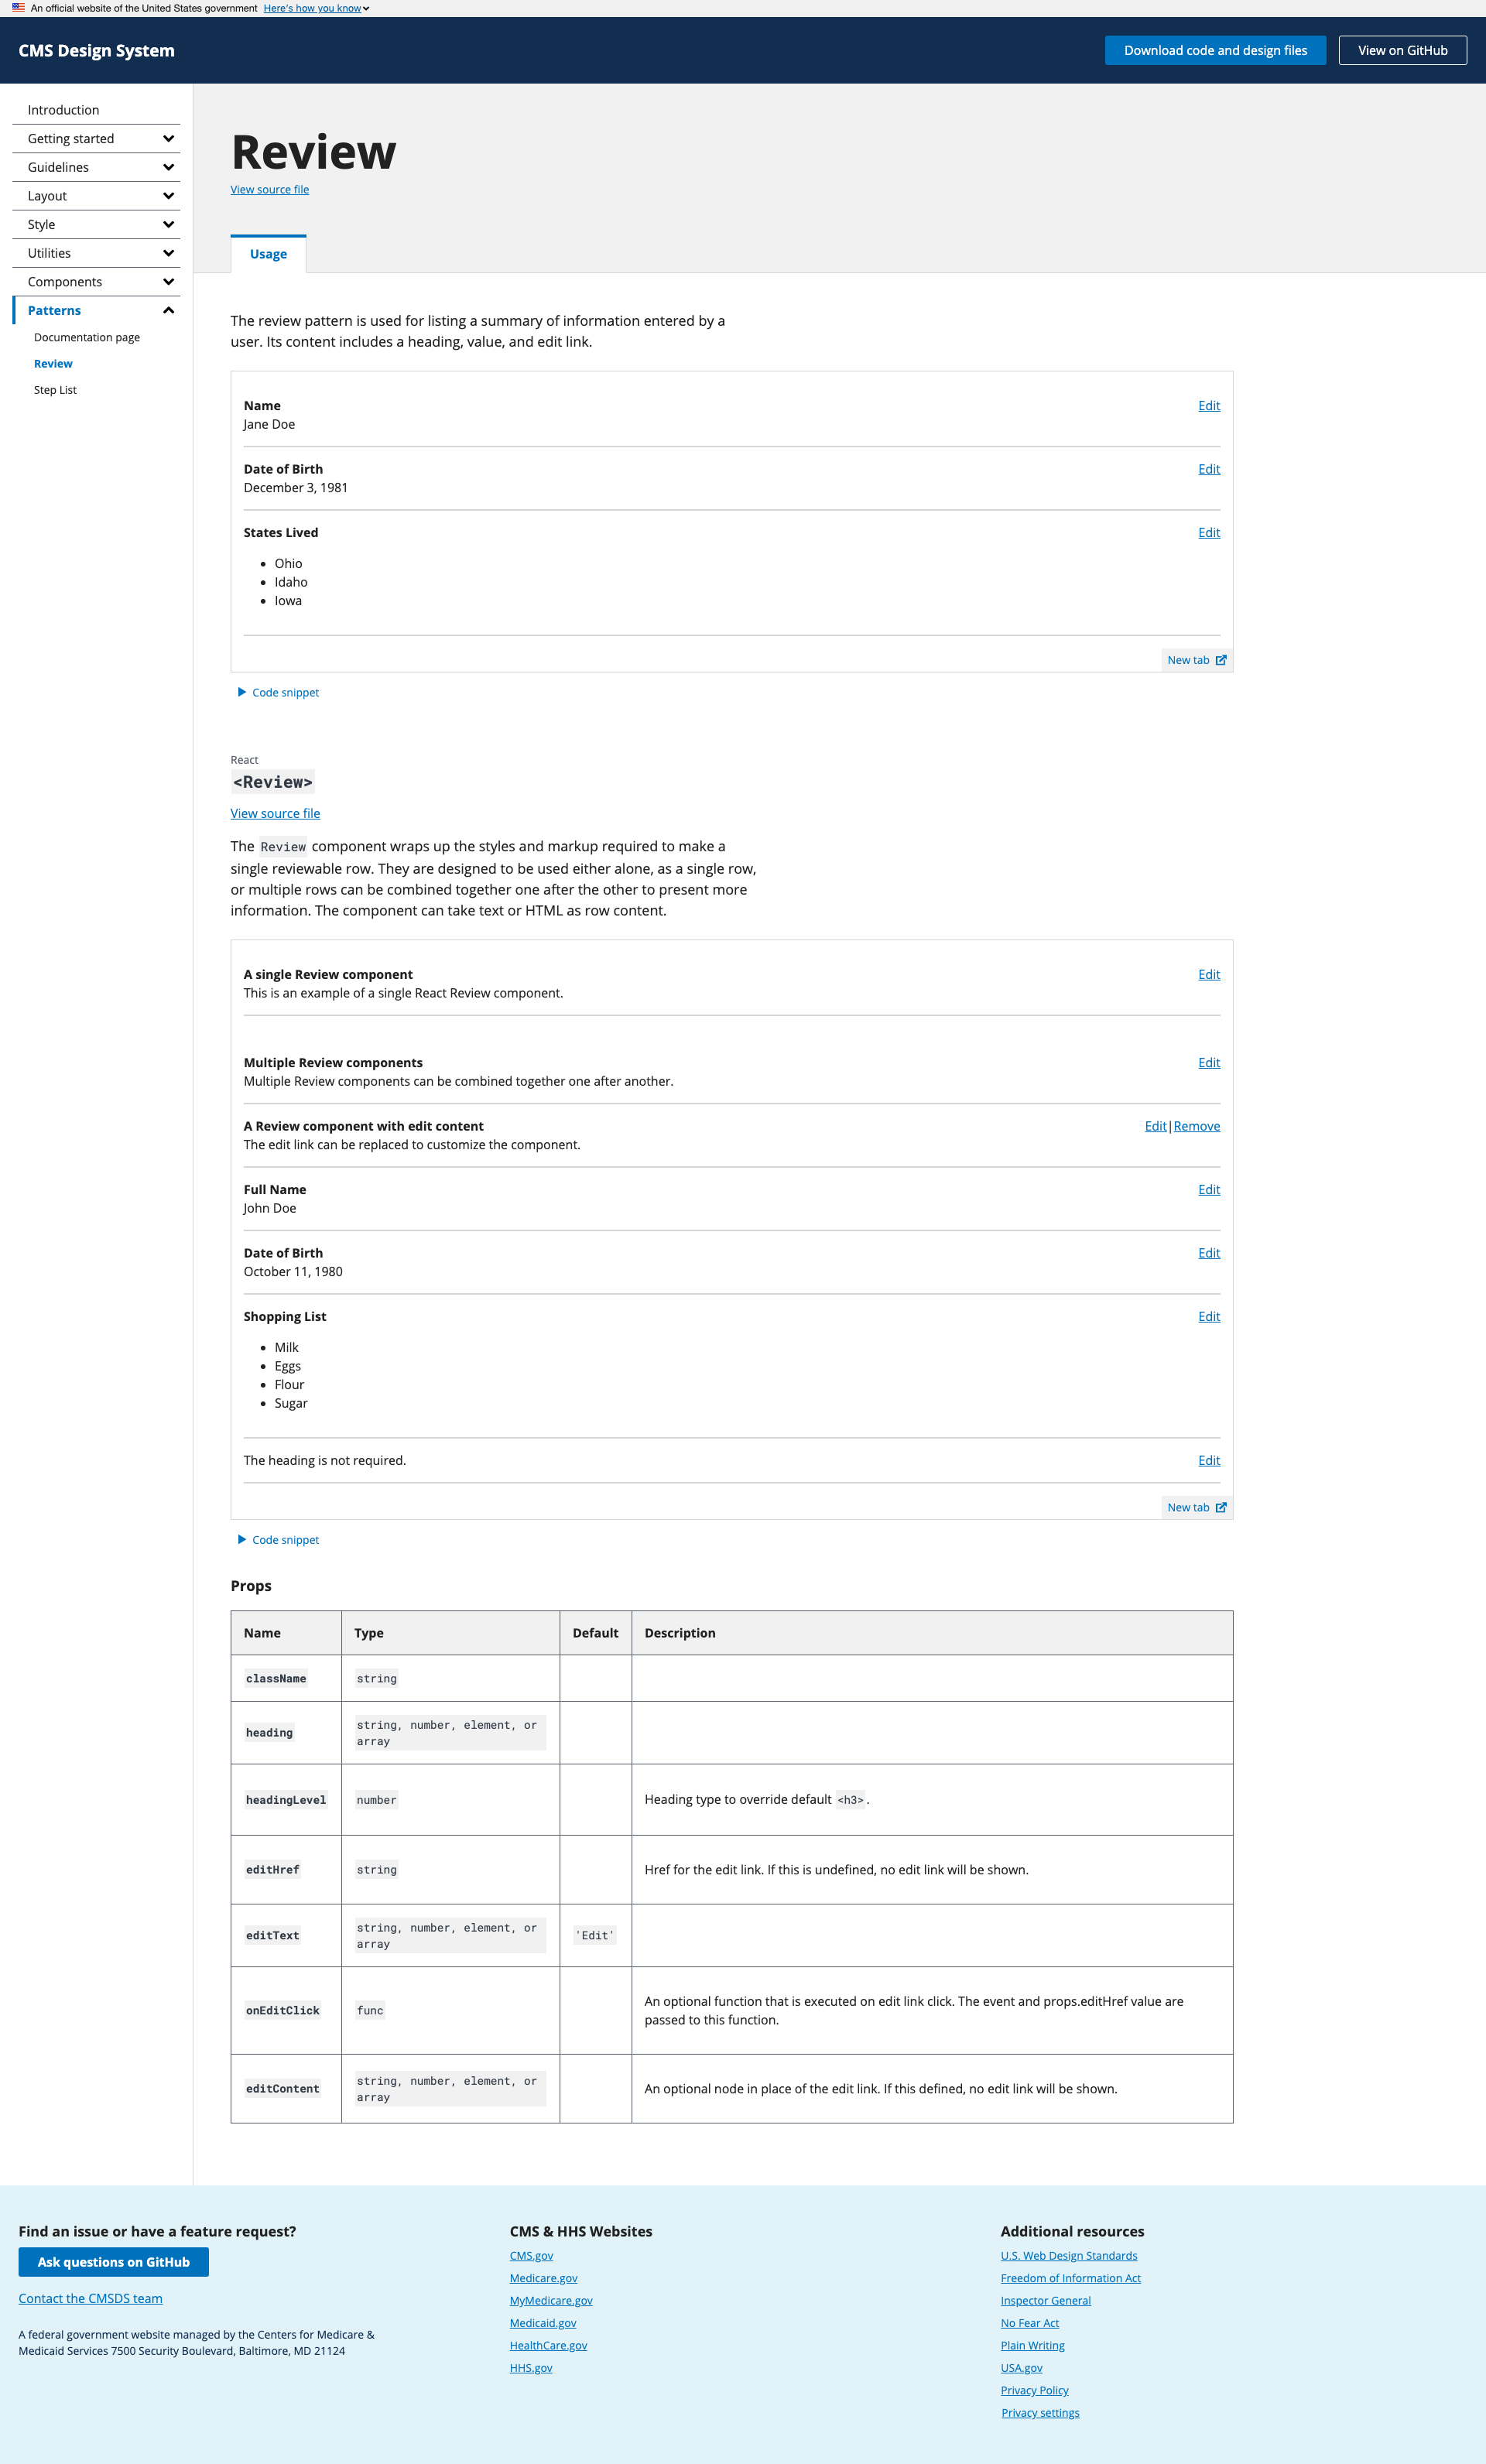 An official website of the United States government Here's how you know
CMS Design System
Download code and design files
View on GitHub
Introduction
Getting started
Guidelines
Layout
Style
Utilities
Components
Patterns
Documentation page
Review
Step List
Review
View source file
Usage
The review pattern is used for listing a summary of information entered by a
user. Its content includes a heading, value, and edit link.
Name Edit
Jane Doe
Date of Birth Edit
December 3, 1981
States Lived Edit
• Ohio
• Idaho
• Iowa
New tab
Code snippet
React
<Review>
View source file
The Review component wraps up the styles and markup required to make a
single reviewable row. They are designed to be used either alone, as a single row,
or multiple rows can be combined together one after the other to present more
information. The component can take text or HTML as row content.
A single Review component Edit
This is an example of a single React Review component.
Multiple Review components Edit
Multiple Review components can be combined together one after another.
A Review component with edit content Edit|Remove
The edit link can be replaced to customize the component.
Full Name Edit
John Doe
Date of Birth Edit
October 11, 1980
Shopping List Edit
• Milk
• Eggs
• Flour
• Sugar
The heading is not required. Edit
New tab
Code snippet
Props
Name Type Default Description
className string
heading string, number, element, or
array
headingLevel number Heading type to override default <h3>.
editHref string Href for the edit link. If this is undefined, no edit link will be shown.
editText string, number, element, or
array 'Edit'
onEditClick func An optional function that is executed on edit link click. The event and props.editHref value are
passed to this function.
editContent string, number, element, or
array An optional node in place of the edit link. If this defined, no edit link will be shown.
Find an issue or have a feature request?
Ask questions on GitHub
Contact the CMSDS team
A federal government website managed by the Centers for Medicare &
Medicaid Services 7500 Security Boulevard, Baltimore, MD 21124
CMS & HHS Websites
CMS.gov
Medicare.gov
MyMedicare.gov
Medicaid.gov
HealthCare.gov
HHS.gov
Additional resources
U.S. Web Design Standards
Freedom of Information Act
Inspector General
No Fear Act
Plain Writing
USA.gov
Privacy Policy
Privacy settings